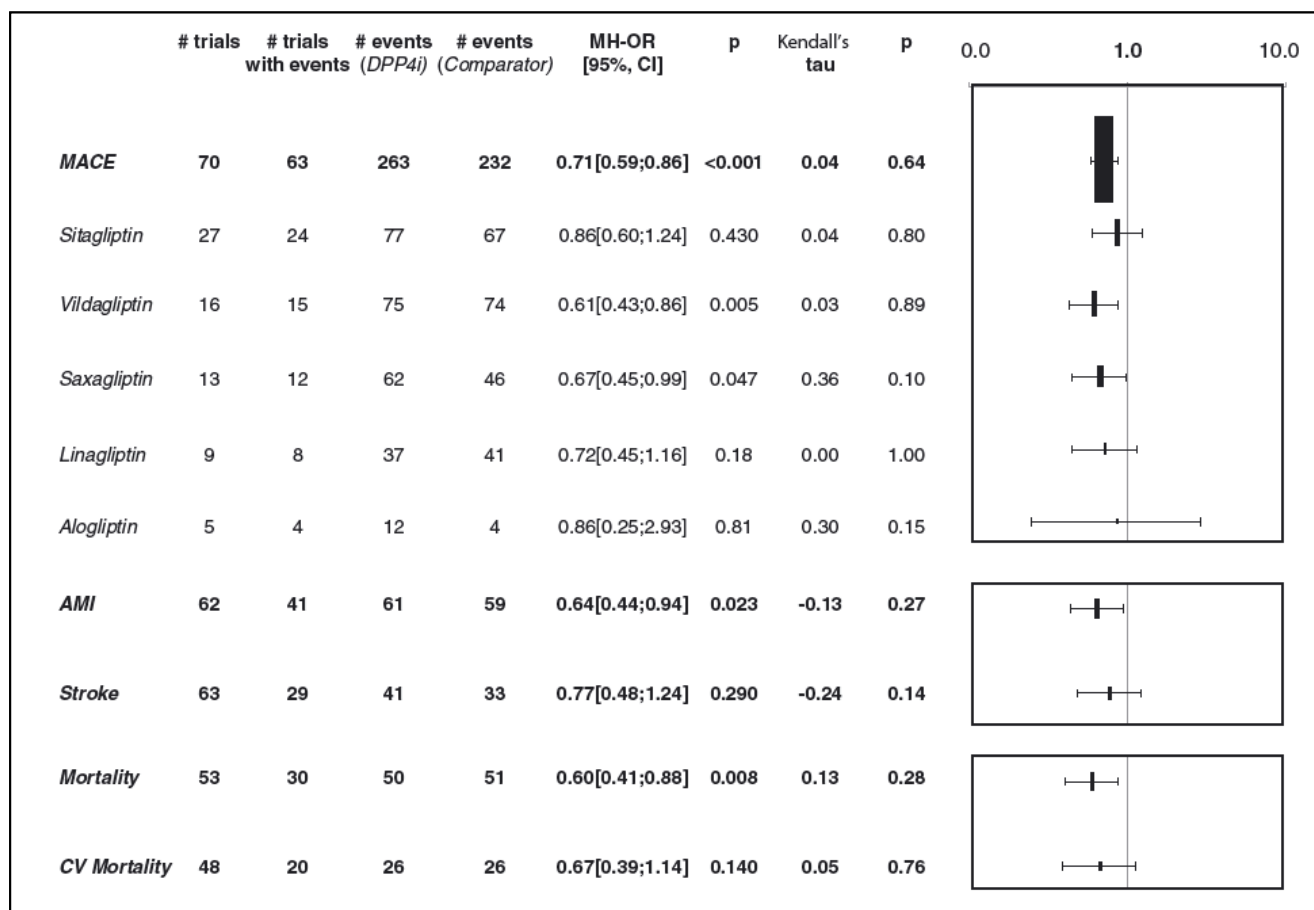 # trials # trials # events # events MH-OR p Kendall's p 0.0 1.0 10.0
with events (DPP4i) (Comparator) [95%, CI] tau
MACE 70 63 263 232 0.71[0.59;0.86] <0.001 0.04 0.64
Sitagliptin 27 24 77 67 0.86[0.60;1.24] 0.430 0.04 0.80
Vildagliptin 16 15 75 74 0.61[0.43;0.86] 0.005 0.03 0.89
Saxagliptin 13 12 62 46 0.67[0.45;0.99] 0.047 0.36 0.10
Linagliptin 9 8 37 41 0.72[0.45;1.16] 0.18 0.00 1.00
Alogliptin 5 4 12 4 0.86[0.25;2.93] 0.81 0.30 0.15
AMI 62 41 61 59 0.64[0.44;0.94] 0.023 -0.13 0.27
Stroke 63 29 41 33 0.77[0.48;1.24] 0.290 -0.24 0.14
Mortality 53 30 50 51 0.60[0.41;0.88] 0.008 0.13 0.28
CV Mortality 48 20 26 26 0.67[0.39;1.14] 0.140 0.05 0.76